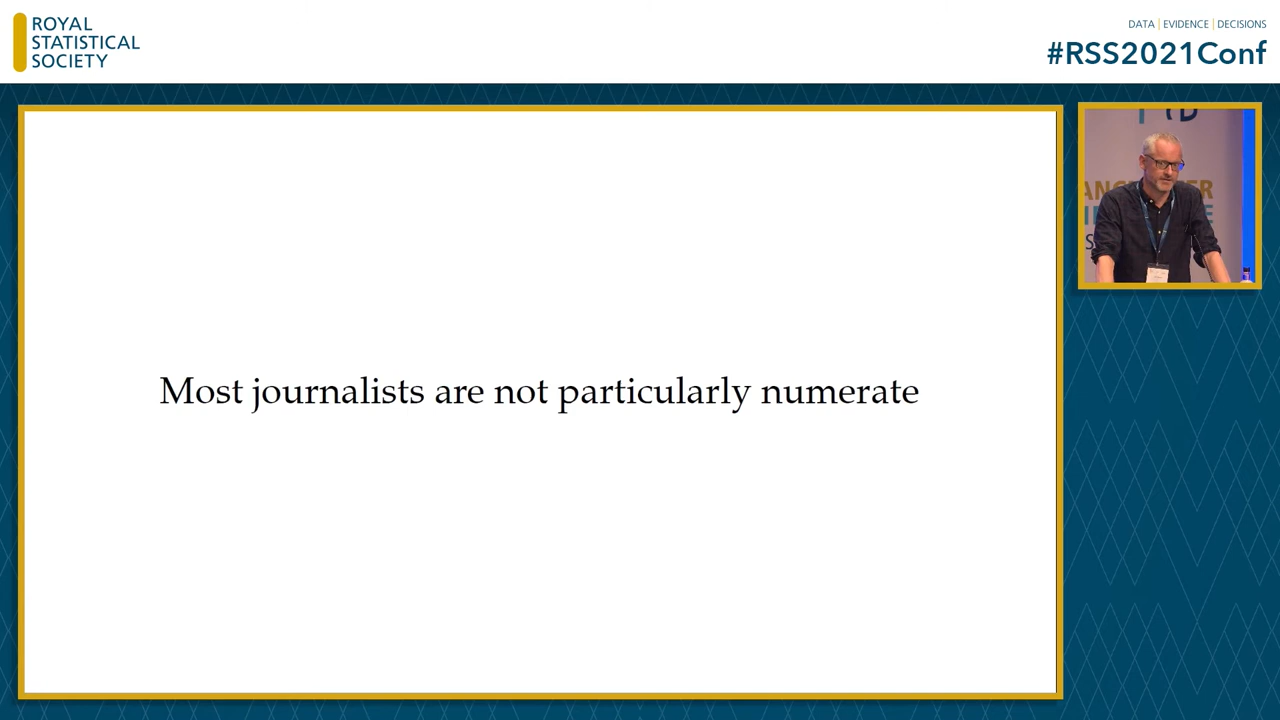 ROYAL
STATISTICAL
SOCIETY
DATA | EVIDENCE | DECISIONS
#RSS2021Conf
Most journalists are not particularly numerate